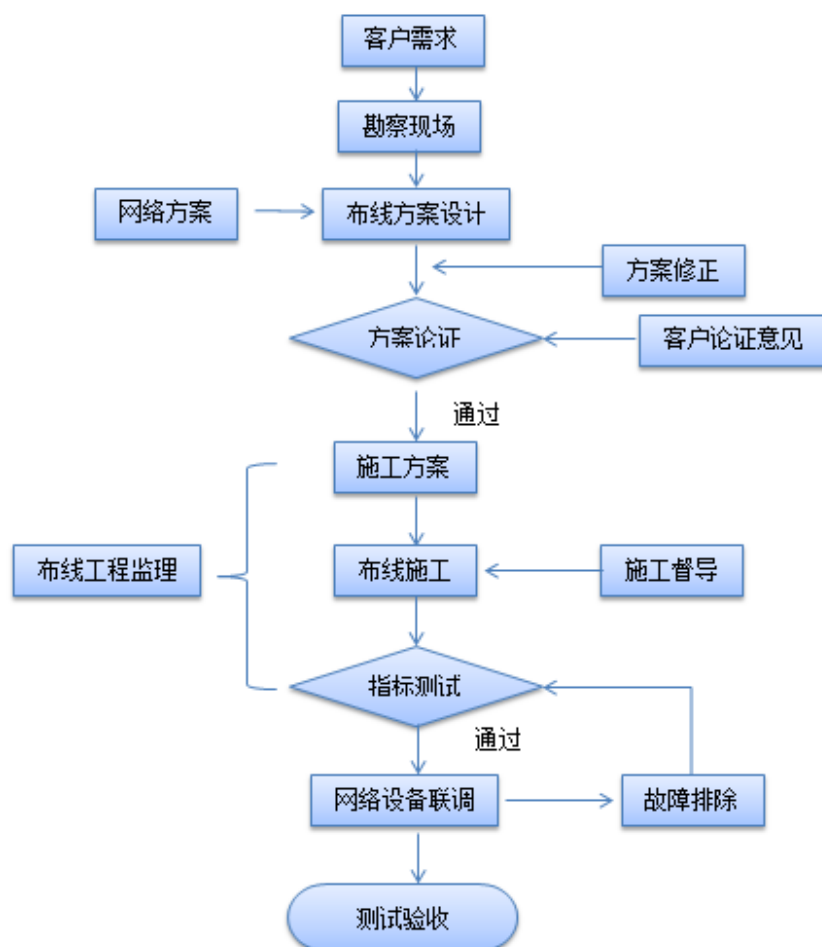 客户需求
勘察现场
网络方案
布线方案设计
方案修正
方案论证
客户论证意见
通过
施工方案
布线工程监理
布线施工
施工督导
指标测试
通过
网络设备联调
故障排除
测试验收